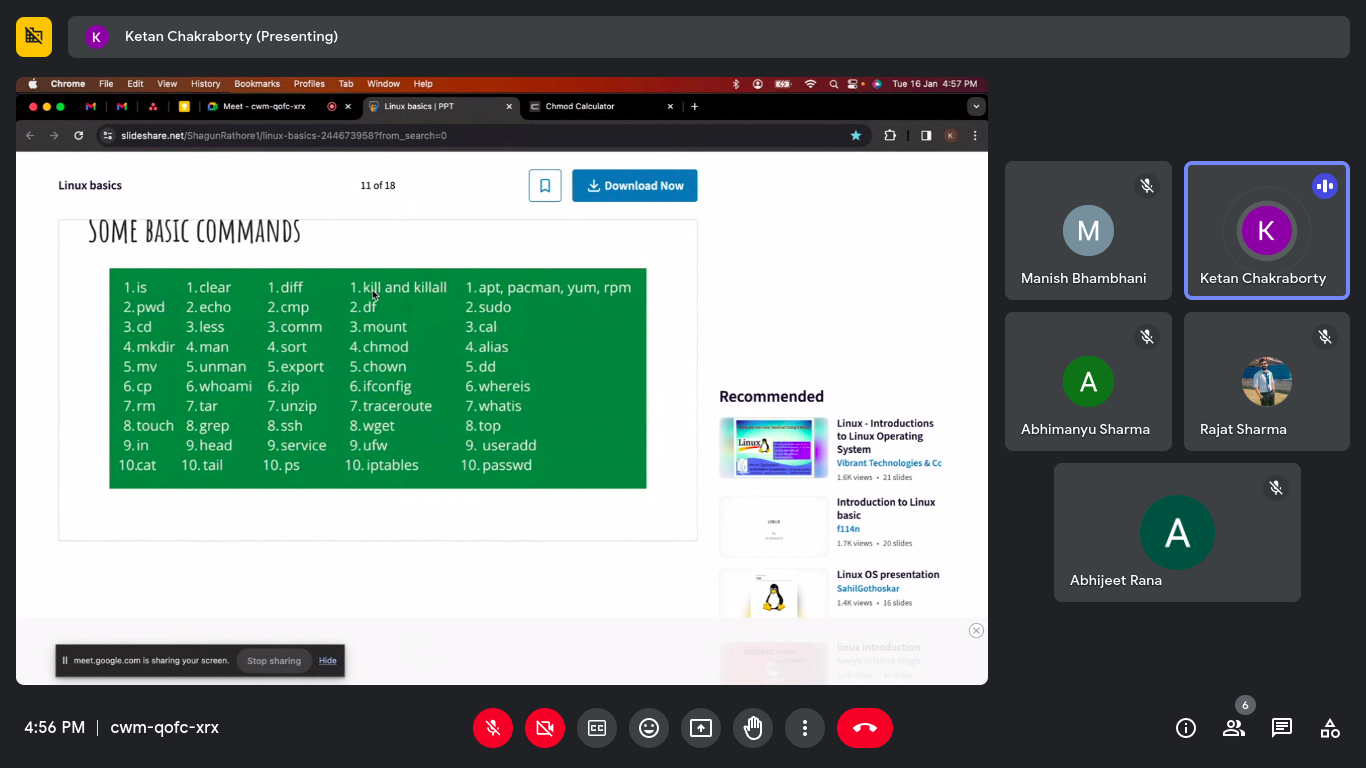 K Ketan Chakraborty (Presenting)
Chrome File Edit View History Bookmarks Profiles Tab Window Help Tue 16 Jan 4:57 PM
Meet - cwm-qofc-xrx Linux basics | PPT Chmod Calculator
slideshare.net/ShagunRathore1/linux-basics-244673958?from_search=0 K
Linux basics 11 of 18 Download Now
SOME BASIC COMMANDS
1. is 1. clear 1. diff 1. kill and killall 1. apt, pacman, yum, rpm
2. pwd 2. echo 2. cmp 2. df 2. sudo
3. cd 3. less 3. comm 3. mount 3. cal
4. mkdir 4. man 4. sort 4. chmod 4. alias
5. mv 5. unman 5. export 5. chown 5. dd
6. cp 6. whoami 6. zip 6. ifconfig 6. whereis
7. rm 7. tar 7. unzip 7. traceroute 7. whatis
8. touch 8. grep 8. ssh 8. wget 8. top
9. in 9. head 9. service 9. ufw 9. useradd
10. cat 10. tail 10. ps 10. iptables 10. passwd
Recommended
Linux
Linux - Introductions
to Linux Operating
System
Vibrant Technologies & Cc
1.6K views • 21 slides
LINUX
Introduction to Linux
basic
f114n
1.7K views • 20 slides
Linux OS presentation
SahilGothoskar
1.4K views • 16 slides
linux introduction
Amiya Krishna Singh
meet.google.com is sharing your screen. Stop sharing Hide
M
Manish Bhambhani
K
Ketan Chakraborty
A
Abhimanyu Sharma
Rajat Sharma
A
Abhijeet Rana
4:56 PM | cwm-qofc-xrx
CC
6